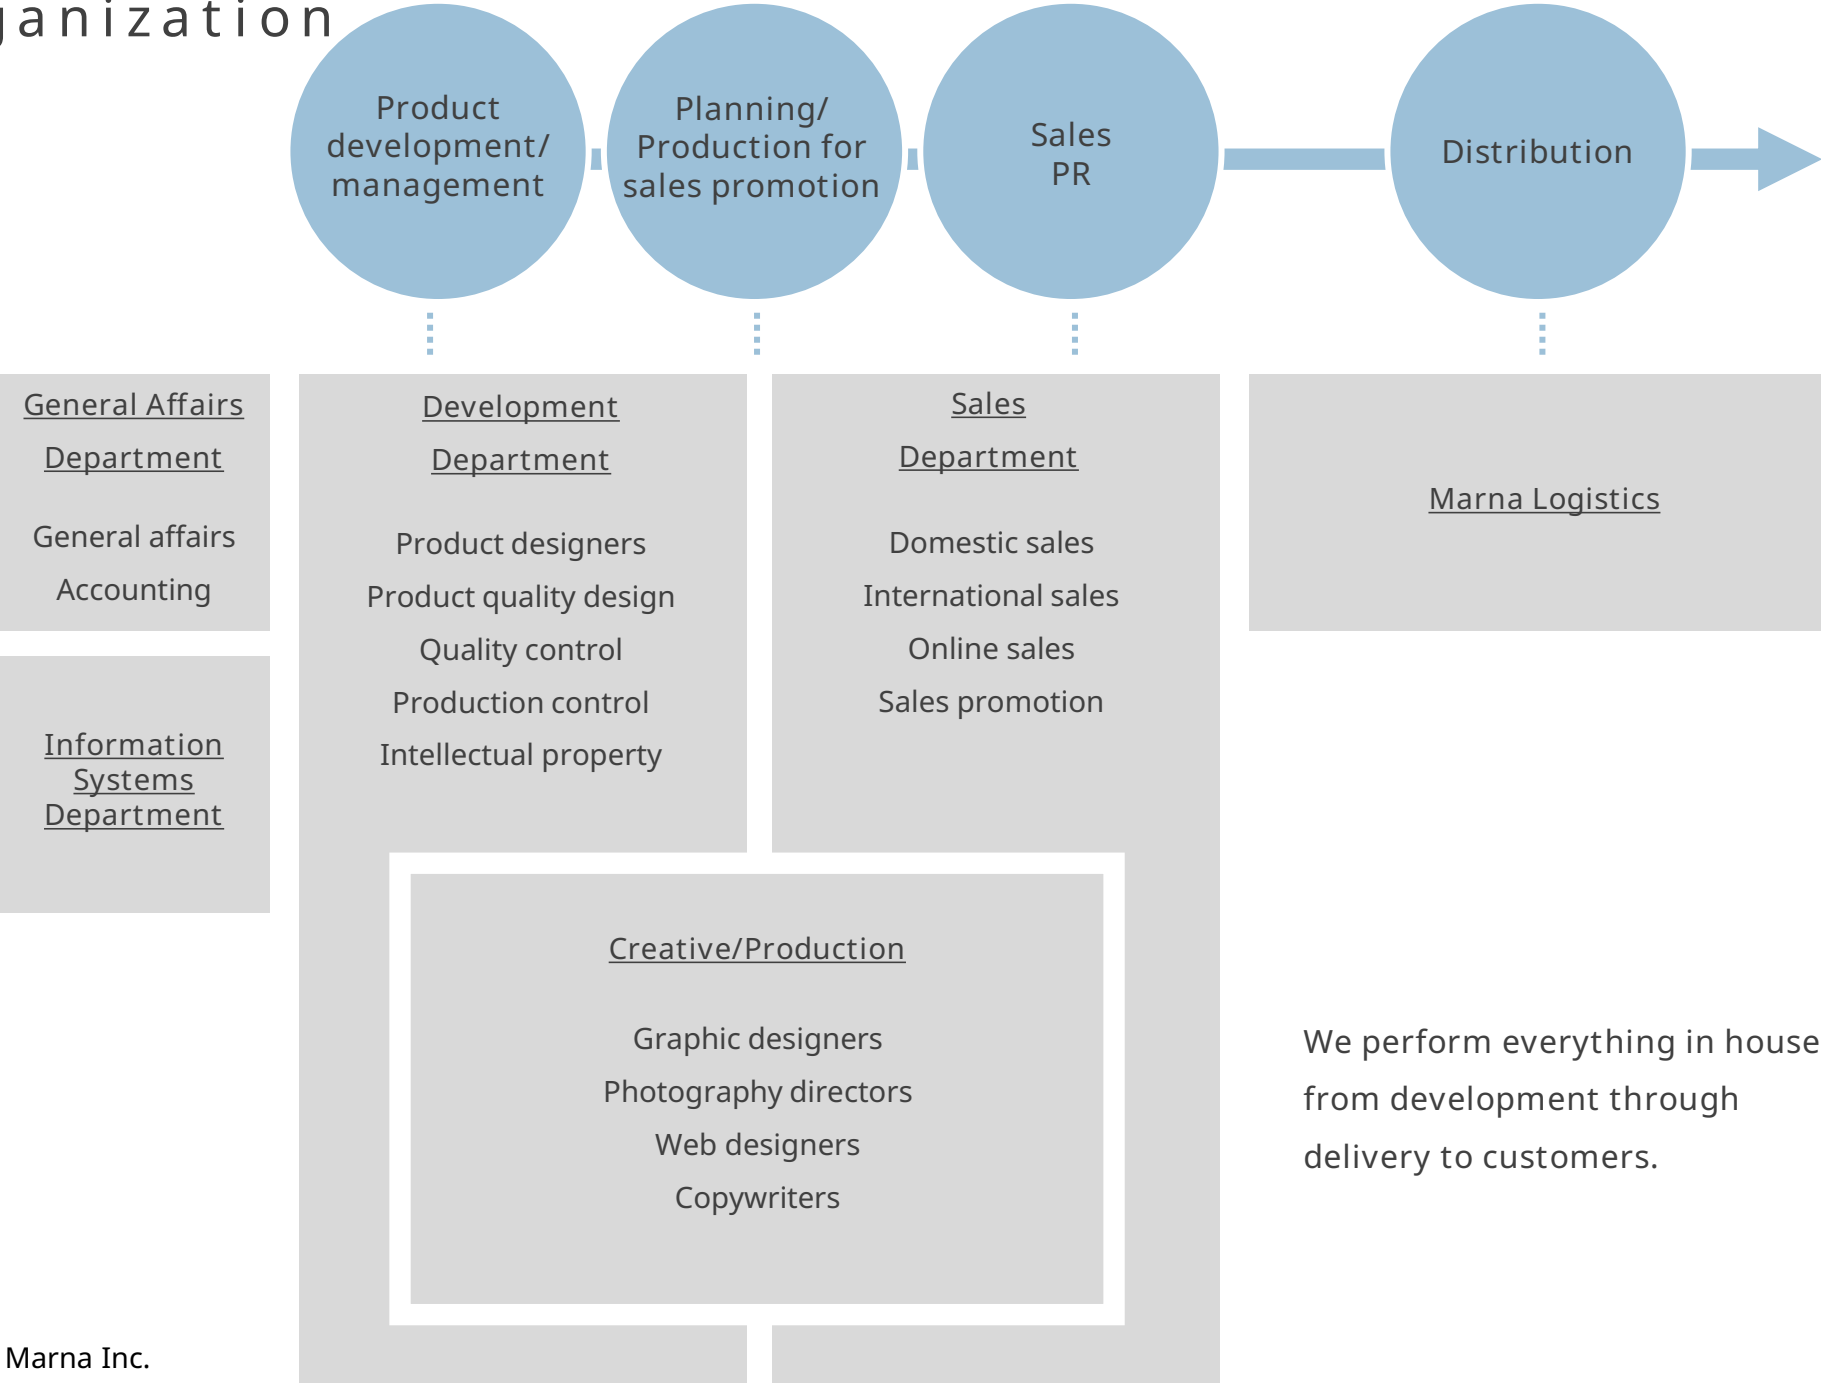 ganization
Product
development/
management
Planning/
Production for
sales promotion
Sales
PR
Distribution
General Affairs
Department
General affairs
Accounting
Information
Systems
Department
Development
Department
Product designers
Product quality design
Quality control
Production control
Intellectual property
Sales
Department
Domestic sales
International sales
Online sales
Sales promotion
Marna Logistics
Creative/Production
Graphic designers
Photography directors
Web designers
Copywriters
We perform everything in house
from development through
delivery to customers.
Marna Inc.